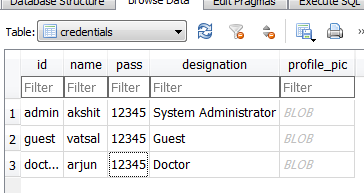 Database Structure Browse Data Edit Pragmas Execute SQL
Table: credentials
id name pass designation profile_pic
Filter Filter Filter Filter Filter
1 admin akshit 12345 System Administrator BLOB
2 guest vatsal 12345 Guest BLOB
3 doct... arjun 12345 Doctor BLOB